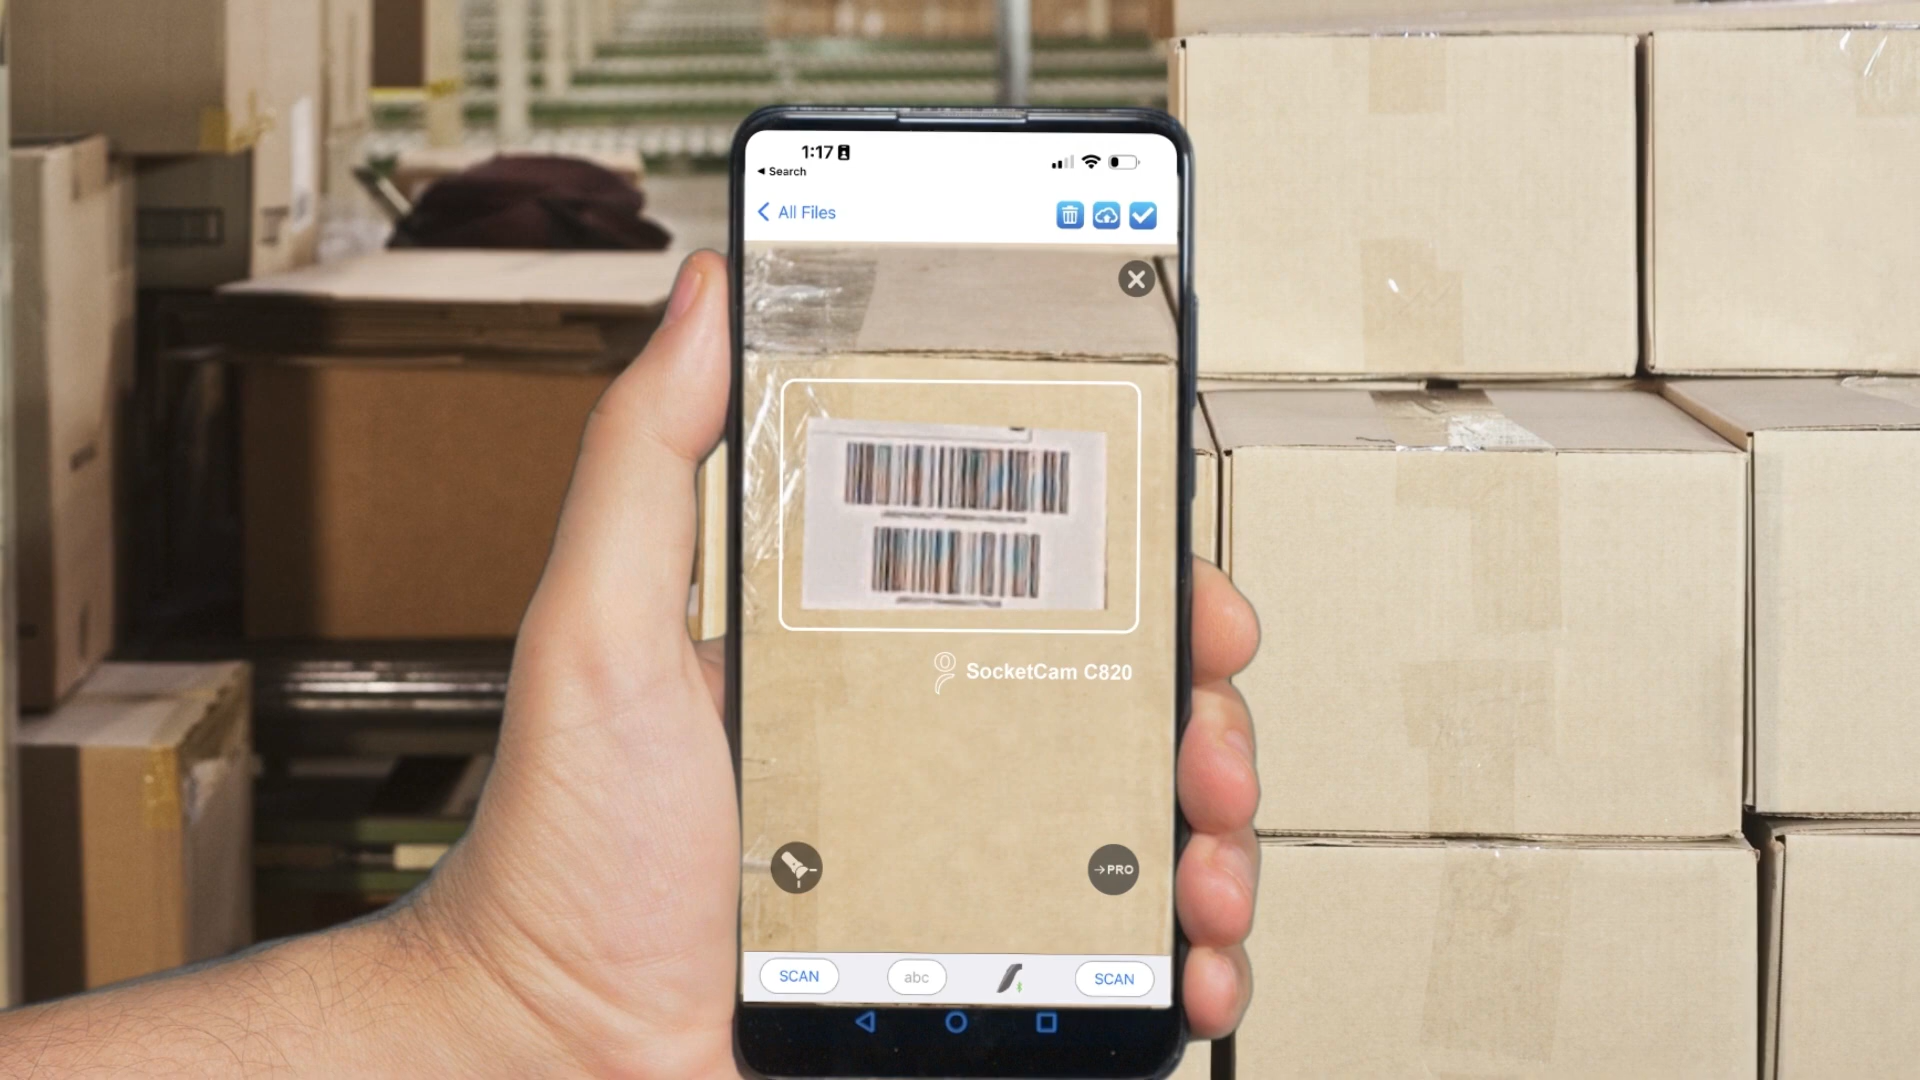 1:17
◀ Search
All Files
SocketCam C820
→PRO
SCAN
abc
SCAN